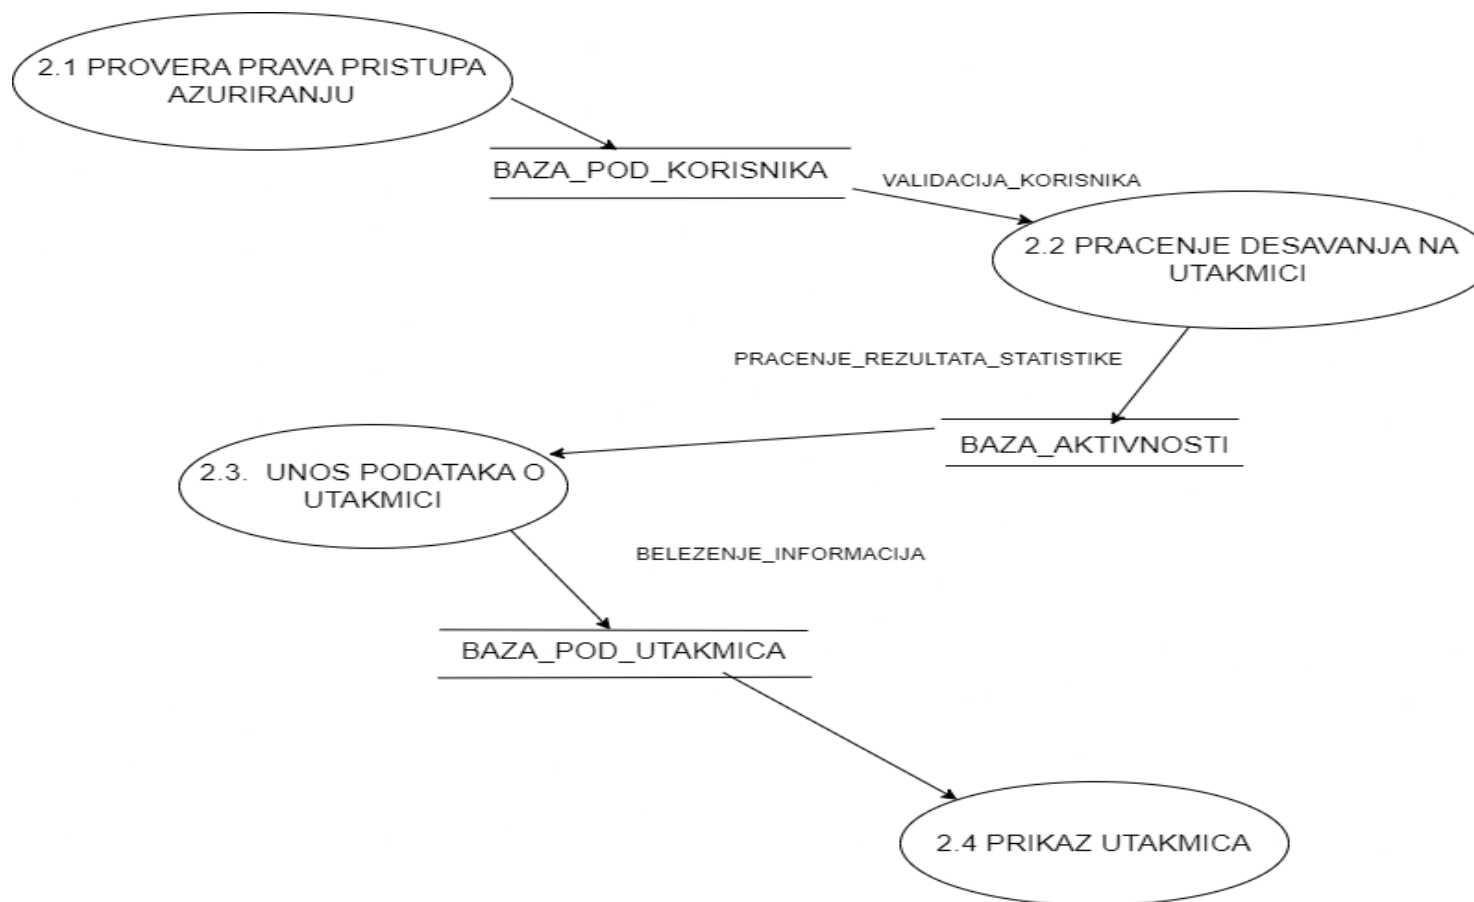 2.1 PROVERA PRAVA PRISTUPA
AZURIRANJU
BAZA_POD_KORISNIKA
VALIDACIJA_KORISNIKA
2.2 PRACENJE DESAVANJA NA
UTAKMICI
PRACENJE_REZULTATA_STATISTIKE
BAZA_AKTIVNOSTI
2.3. UNOS PODATAKA O
UTAKMICI
BELEZENJE_INFORMACIJA
BAZA_POD_UTAKMICA
2.4 PRIKAZ UTAKMICA